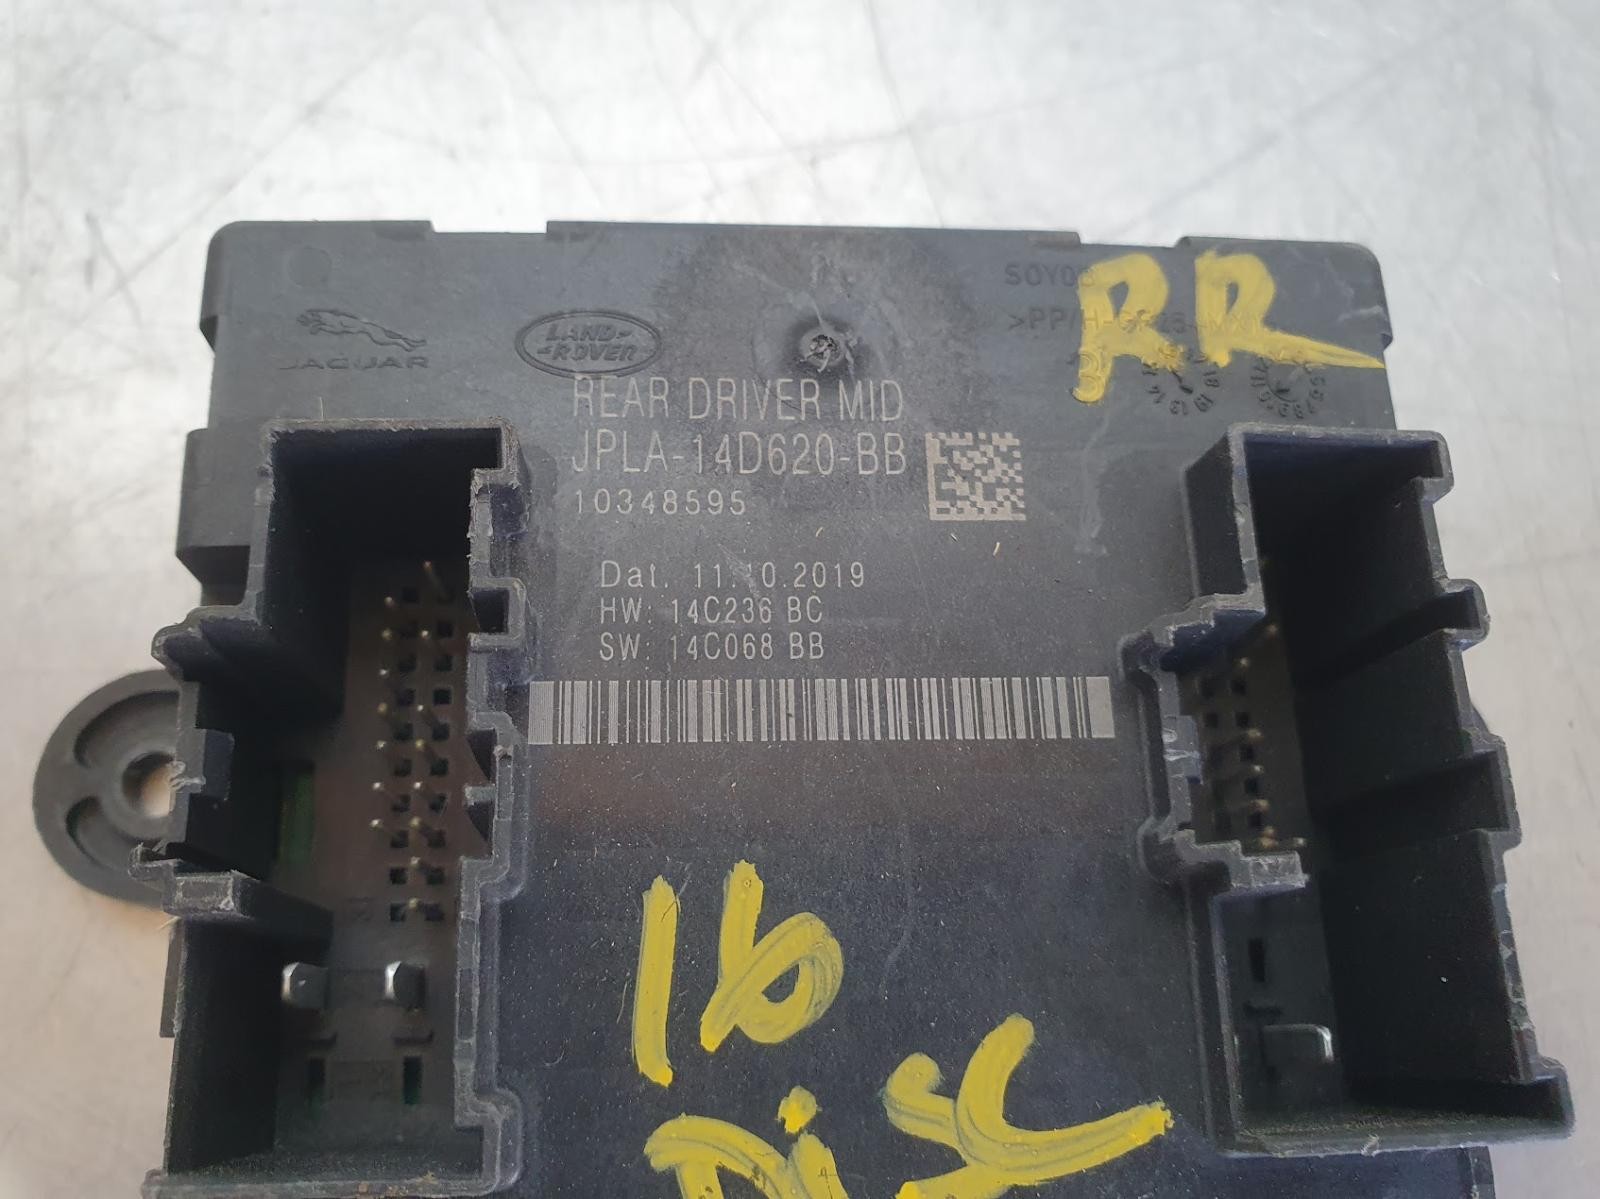 JAGUAR
LAND-
-ROVER
RR
REAR DRIVER MID
JPLA-14D620-BB
10348595
Dat. 11.10.2019
HW: 14C236 BC
SW: 14C068 BB
16
Disc